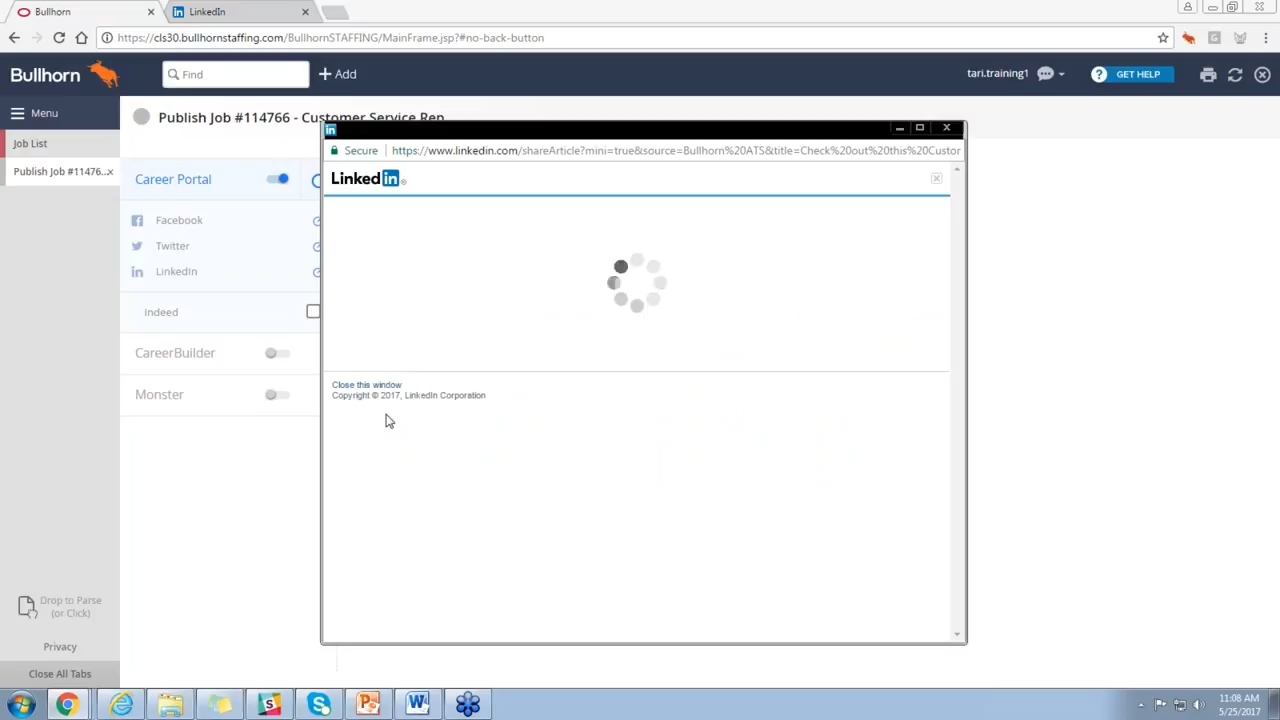 Bullhorn
LinkedIn
https://cls30.bullhornstaffing.com/BullhornSTAFFING/MainFrame.jsp?#no-back-button
Bullhorn
Find
Add
tari.training1
? GET HELP
Menu
Publish Job #114766 - Customer Service Rep
Job List
Publish Job #11476...
Career Portal
Facebook
Twitter
LinkedIn
Indeed
CareerBuilder
Monster
in
Secure
https://www.linkedin.com/shareArticle?mini=true&source=Bullhorn%20ATS&title=Check%20out%20this%20Custor
Linked in®
Close this window
Copyright © 2017, LinkedIn Corporation
Drop to Parse
(or Click)
Privacy
Close All Tabs
11:08 AM
5/25/2017